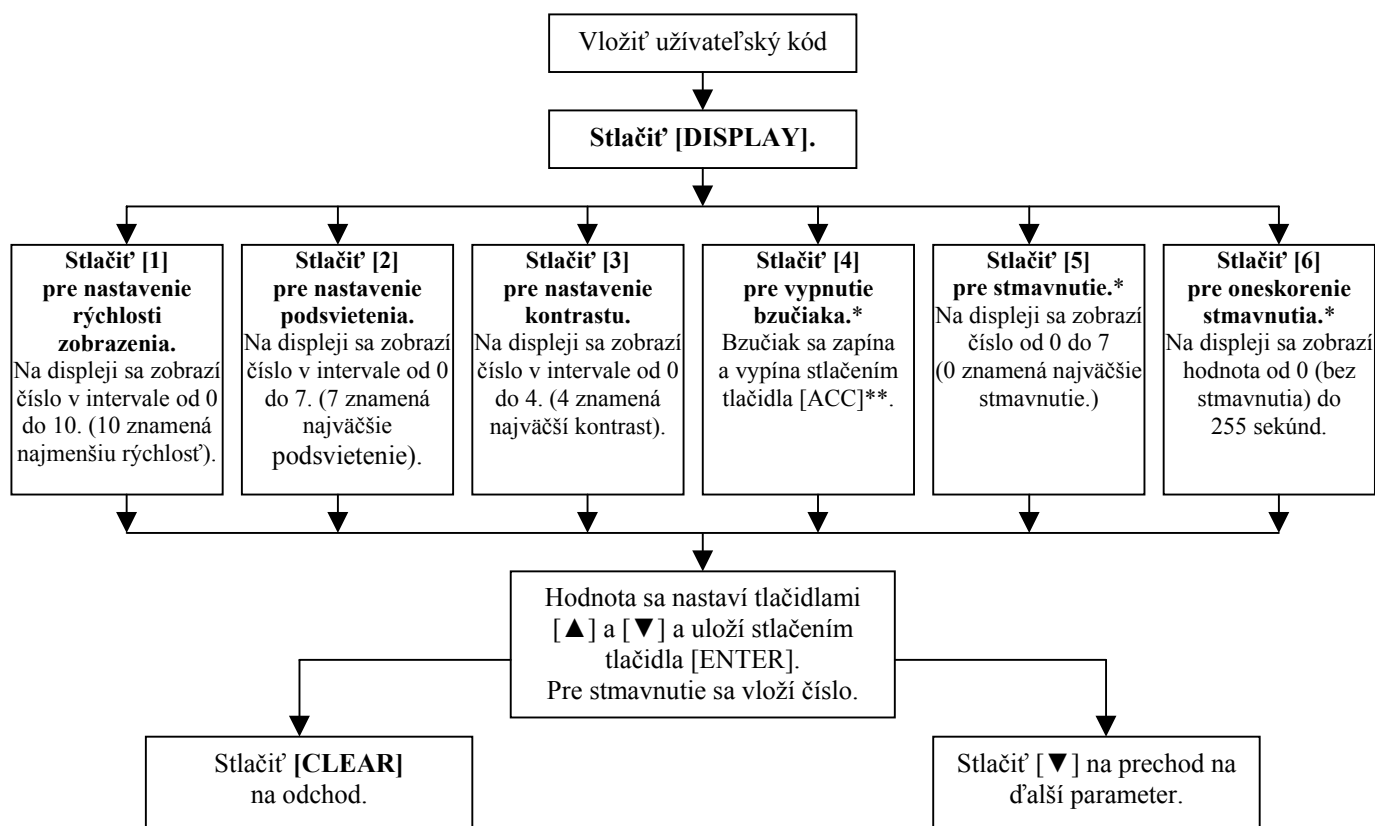 Vložiť užívateľský kód
Stlačiť [DISPLAY].
Stlačiť [1]
pre nastavenie
rýchlosti
zobrazenia.
Na displeji sa zobrazí
číslo v intervale od 0
do 10. (10 znamená
najmenšiu rýchlosť).
Stlačiť [2]
pre nastavenie
podsvietenia.
Na displeji sa zobrazí
číslo v intervale od 0
do 7. (7 znamená
najväčšie
podsvietenie).
Stlačiť [3]
pre nastavenie
kontrastu.
Na displeji sa zobrazí
číslo v intervale od 0
do 4. (4 znamená
najväčší kontrast).
Stlačiť [4]
pre vypnutie
bzučiaka.*
Bzučiak sa zapína
a vypína stlačením
tlačidla [ACC]**.
Stlačiť [5]
pre stmavnutie.*
Na displeji sa zobrazí
číslo od 0 do 7
(0 znamená najväčšie
stmavnutie.)
Stlačiť [6]
pre oneskorenie
stmavnutia.*
Na displeji sa zobrazí
hodnota od 0 (bez
stmavnutia) do
255 sekúnd.
Hodnota sa nastaví tlačidlami
[▲] a [▼] a uloží stlačením
tlačidla [ENTER].
Pre stmavnutie sa vloží číslo.
Stlačiť [CLEAR]
na odchod.
Stlačiť [▼] na prechod na
ďalší parameter.